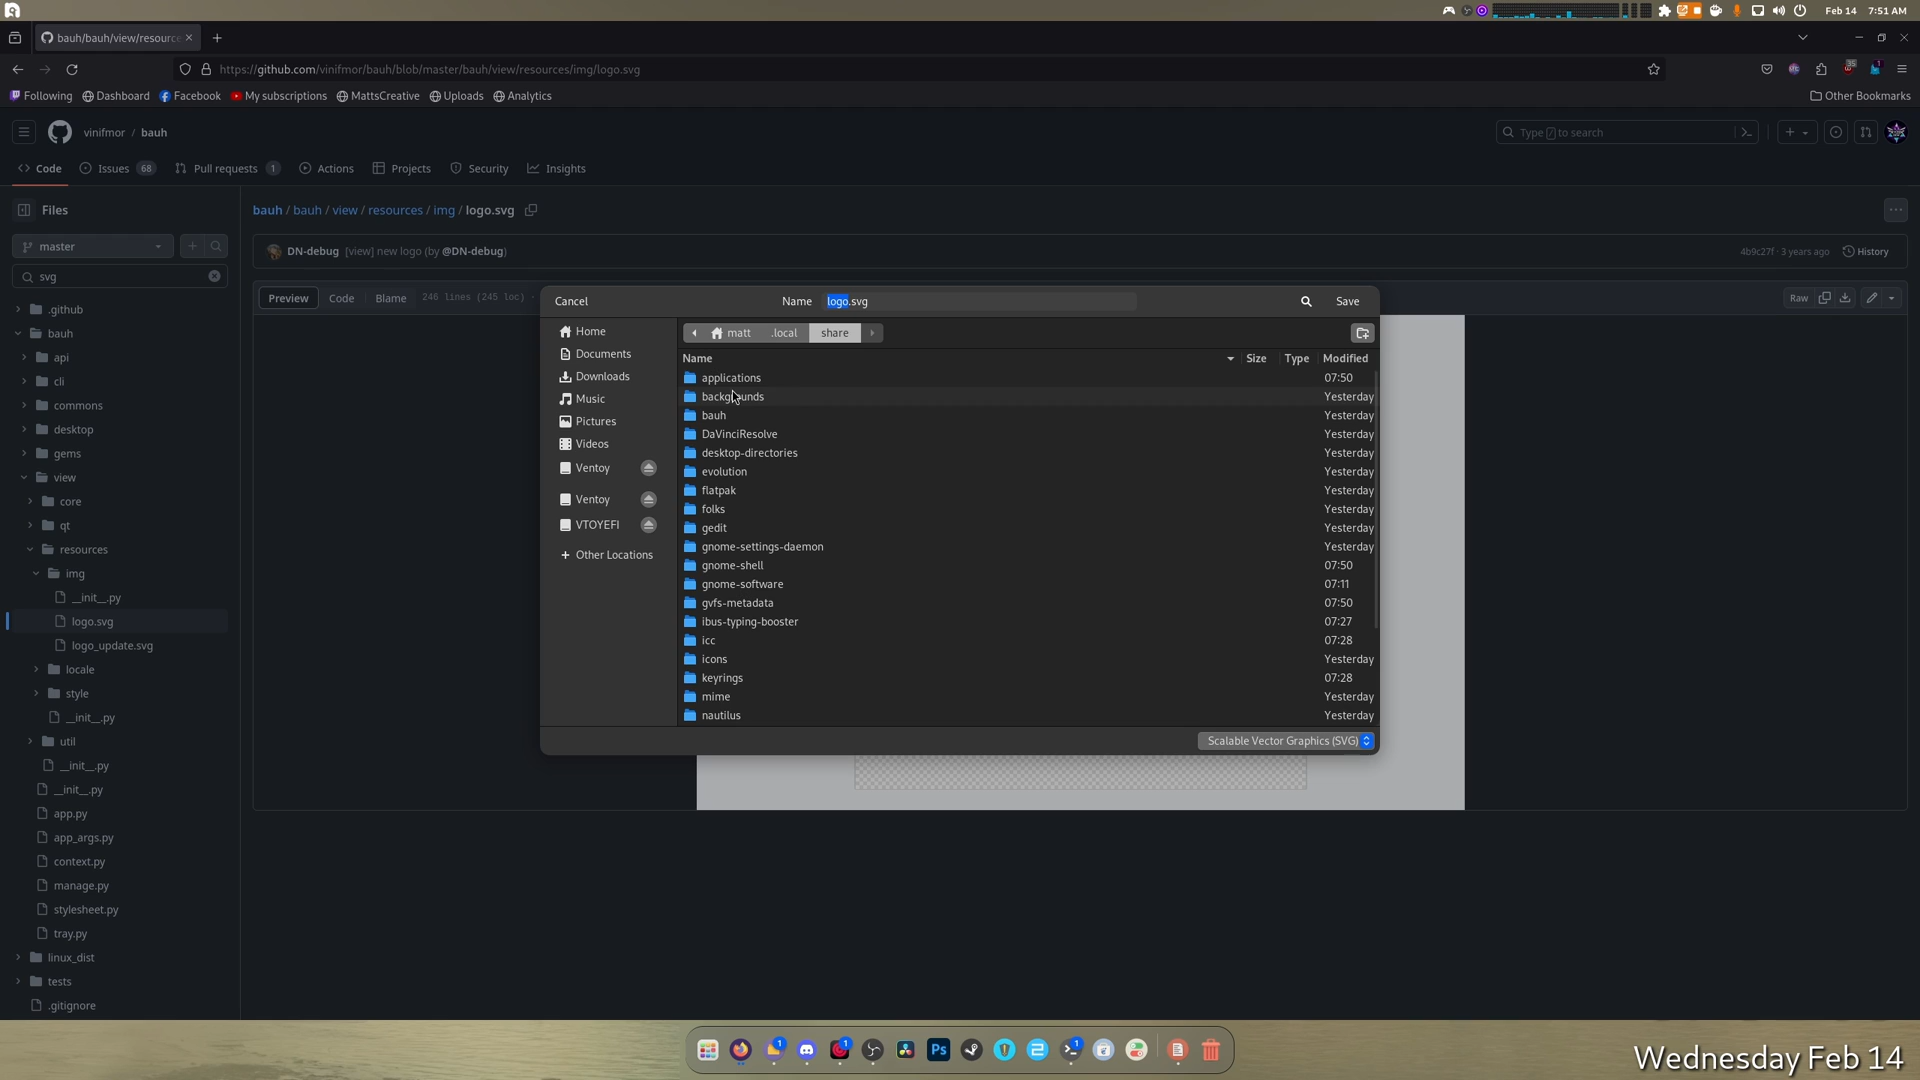 Feb 14 7:51 AM
bauh/bauh/view/resource
https://github.com/vinifmor/bauh/blob/master/bauh/view/resources/img/logo.svg
35 1
Following Dashboard Facebook My subscriptions MattsCreative Uploads Analytics Other Bookmarks
vinifmor / bauh
Type / to search
Code Issues 68 Pull requests 1 Actions Projects Security Insights
Files
bauh / bauh / view / resources / img / logo.svg
master
DN-debug [view] new logo (by @DN-debug)
4b9c27f · 3 years ago History
svg
Preview Code Blame 246 lines (245 loc) ·
Raw
.github
bauh
api
cli
commons
desktop
gems
view
core
qt
resources
img
__init__.py
logo.svg
logo_update.svg
locale
style
__init__.py
util
__init__.py
__init__.py
app.py
app_args.py
context.py
manage.py
stylesheet.py
tray.py
linux_dist
tests
.gitignore
Cancel Name logo.svg Save
Home
Documents
Downloads
Music
Pictures
Videos
Ventoy
Ventoy
VTOYEFI
+ Other Locations
matt .local share
Name Size Type Modified
applications 07:50
backgrounds Yesterday
bauh Yesterday
DaVinciResolve Yesterday
desktop-directories Yesterday
evolution Yesterday
flatpak Yesterday
folks Yesterday
gedit Yesterday
gnome-settings-daemon Yesterday
gnome-shell 07:50
gnome-software 07:11
gvfs-metadata 07:50
ibus-typing-booster 07:27
icc 07:28
icons Yesterday
keyrings 07:28
mime Yesterday
nautilus Yesterday
Scalable Vector Graphics (SVG)
1 1 1 Ps 1
Wednesday Feb 14